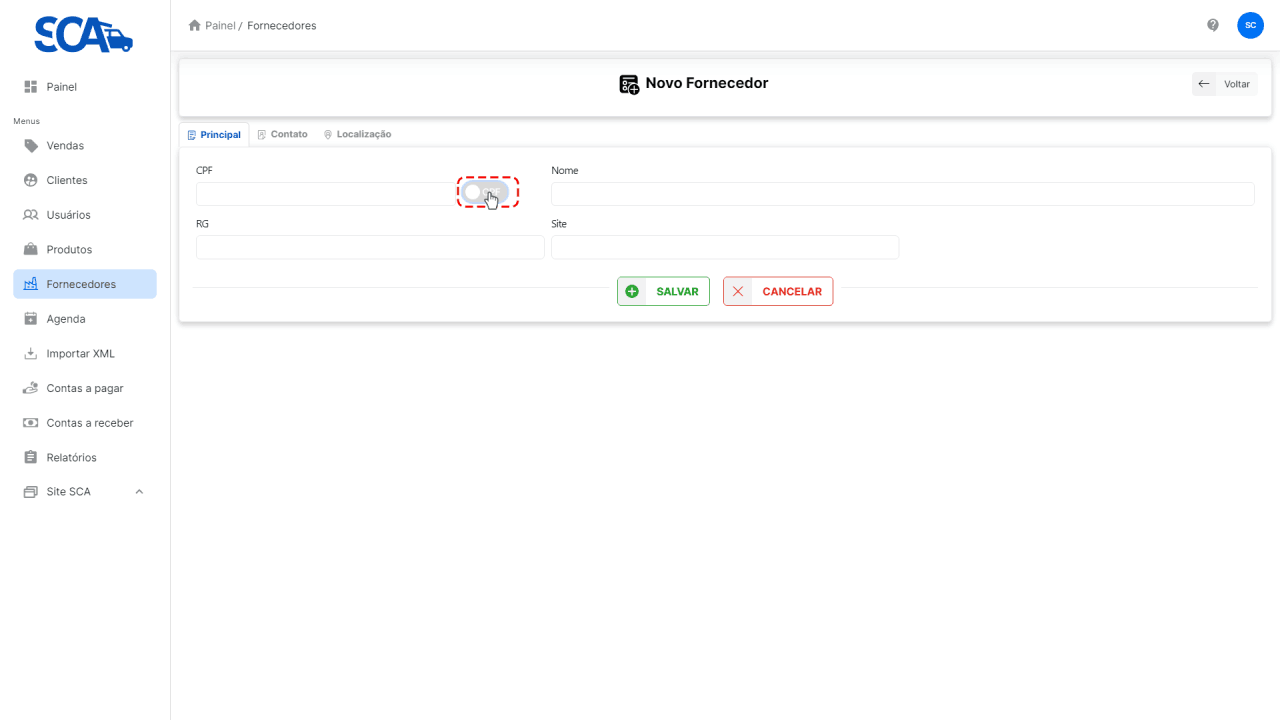 SCA
Painel / Fornecedores
SC
Painel
Novo Fornecedor
Voltar
Menus
Principal
Contato
Localização
Vendas
CPF
Nome
Clientes
CPF
Usuários
RG
Site
Produtos
Fornecedores
SALVAR
CANCELAR
Agenda
Importar XML
Contas a pagar
Contas a receber
Relatórios
Site SCA